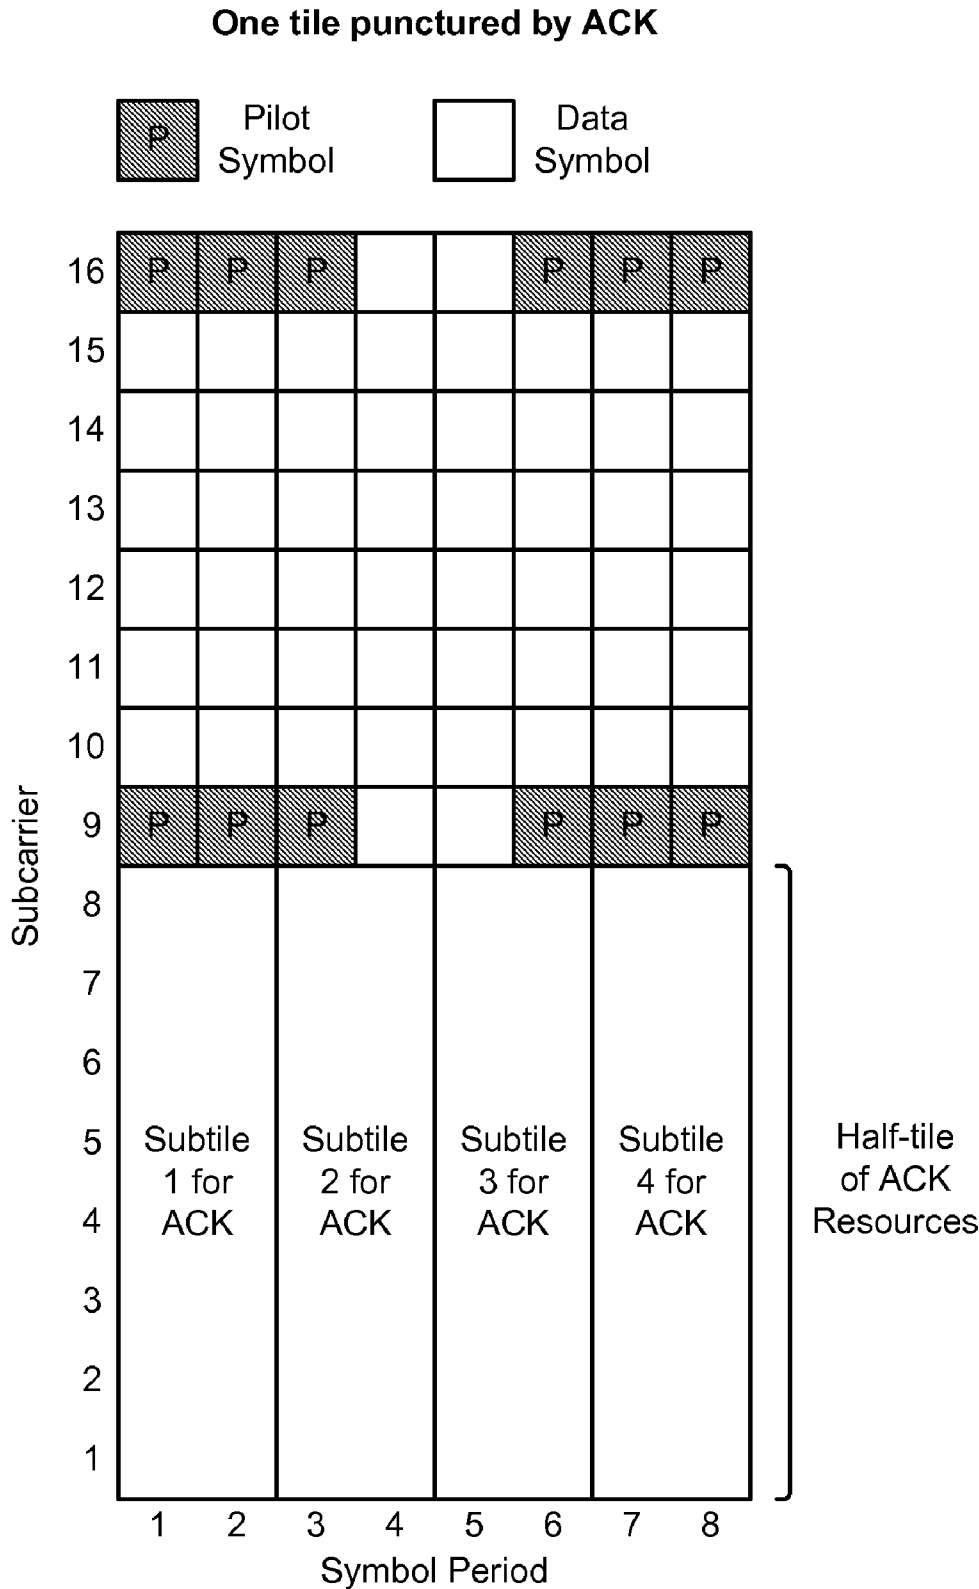 One tile punctured by ACK
P Pilot Symbol
Data Symbol
16 P P P P P P
15
14
13
12
11
10
9 P P P P P P
Subcarrier
8
7
6
5
4
3
2
1
Subtile 1 for ACK
Subtile 2 for ACK
Subtile 3 for ACK
Subtile 4 for ACK
Half-tile of ACK Resources
1 2 3 4 5 6 7 8
Symbol Period